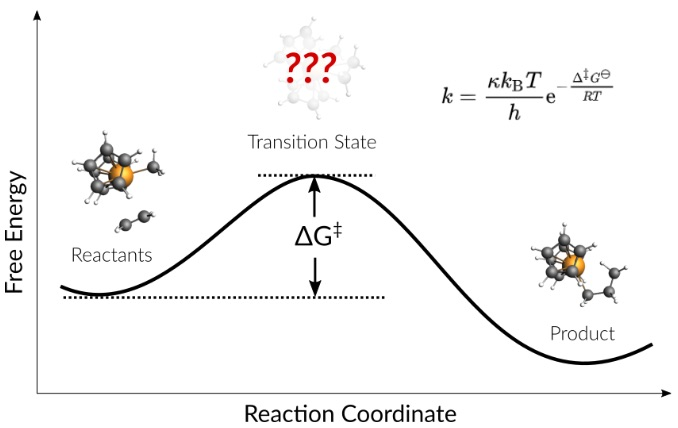 ???
Transition State
k = κk_BT/h e^{-Δ‡G⊖/RT}
Reactants
ΔG‡
Product
Free Energy
Reaction Coordinate